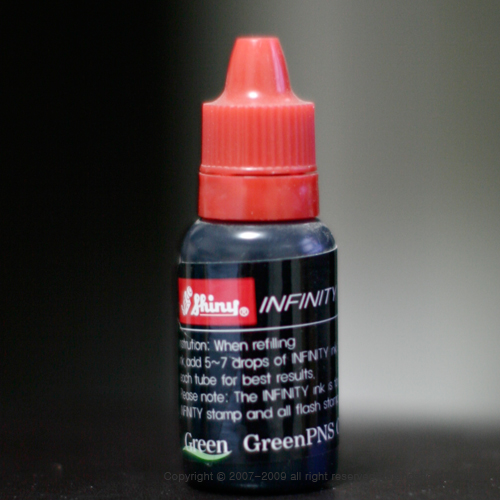 Shiny® INFINITY
When refilling
add 5~7 drops of INFINITY
tube for best results.
note: The INFINITY ink is
stamp and all flash
Green GreenPNS
Copyright © 2007-2009 all right